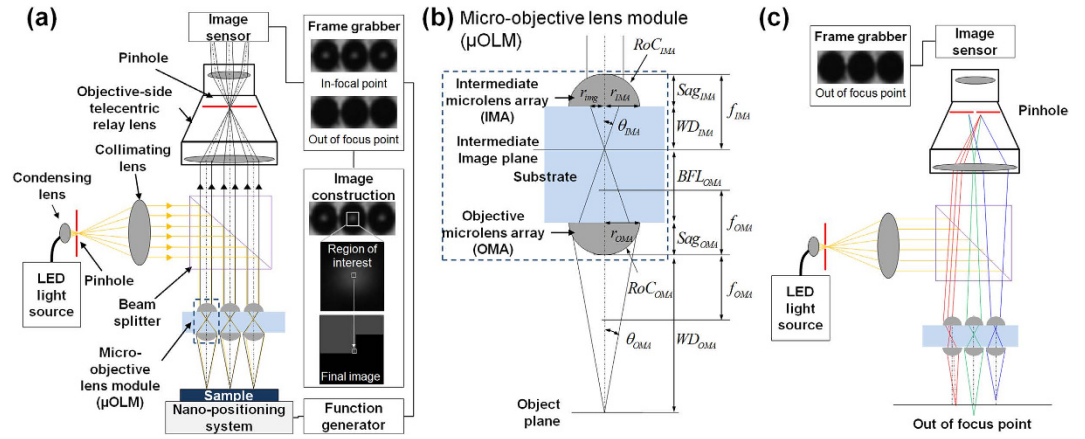 (a)
Image
sensor
Pinhole
Objective-side
telecentric
relay lens
Collimating
lens
Condensing
lens
LED
light
source
Pinhole
Beam
splitter
Micro-
objective
lens module
(μOLM)
Sample
Nano-positioning
system
Frame grabber
In-focal point
Out of focus point
Image
construction
Region of
interest
Final image
Function
generator
(b)
Micro-objective lens module
(μOLM)
RoC_IMA
Intermediate
microlens array
(IMA)
r_img
r_IMA
θ_IMA
Sag_IMA
WD_IMA
f_IMA
Intermediate
Image plane
Substrate
BFL_OMA
Objective
microlens array
(OMA)
r_OMA
Sag_OMA
f_OMA
RoC_OMA
f_OMA
θ_OMA
WD_OMA
Object
plane
(c)
Frame grabber
Out of focus point
Image
sensor
Pinhole
LED
light
source
Out of focus point